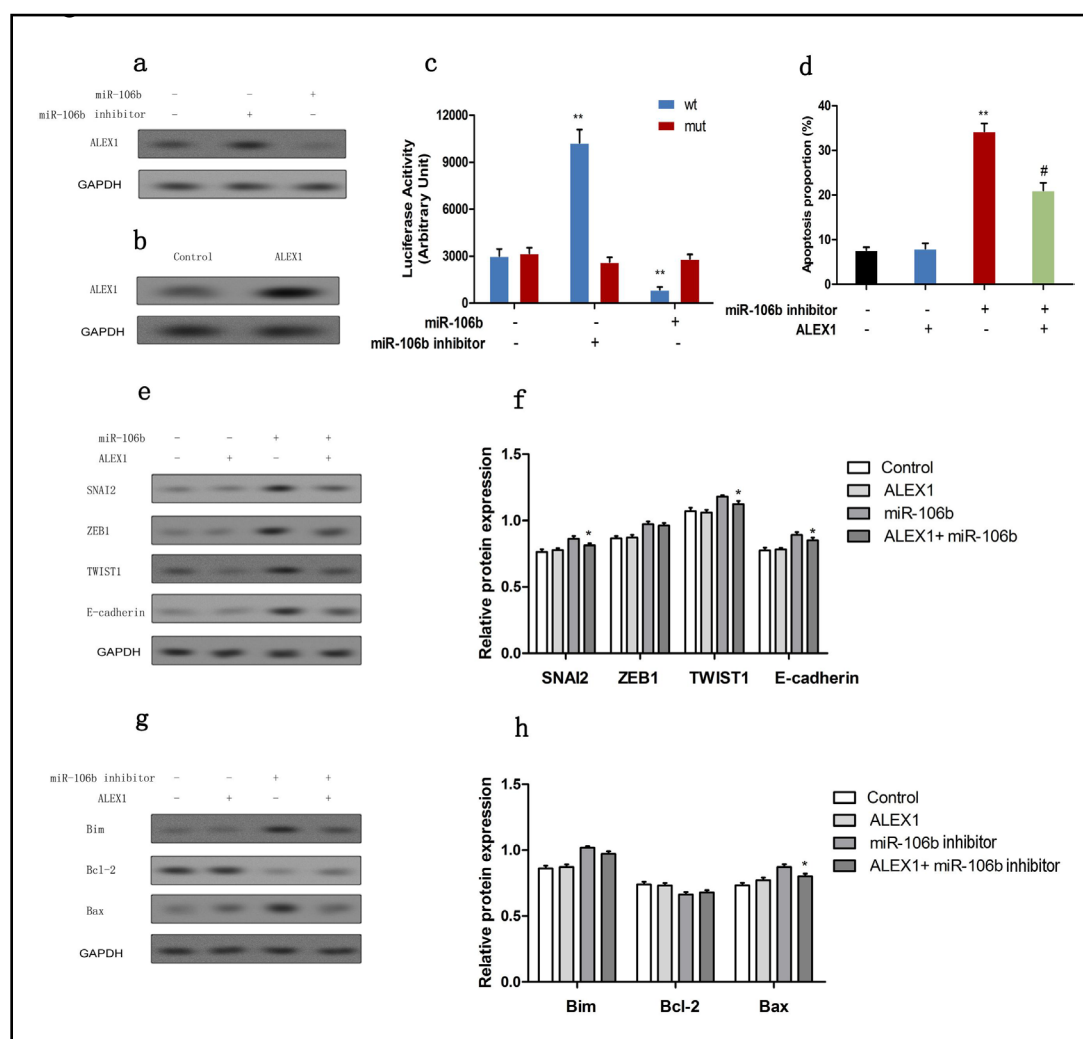 a
miR-106b - - +
miR-106b inhibitor - + -
ALEX1
GAPDH
b
Control ALEX1
ALEX1
GAPDH
c
wt
mut
Luciferase Acitivity
(Arbitrary Unit)
12000
9000
6000
3000
0
**
**
miR-106b - - +
miR-106b inhibitor - + -
d
Apoptosis proportion (%)
40
30
20
10
0
**
#
miR-106b inhibitor - - + +
ALEX1 - + - +
e
miR-106b - - + +
ALEX1 - + - +
SNAI2
ZEB1
TWIST1
E-cadherin
GAPDH
f
Relative protein expression
1.5
1.0
0.5
0.0
*
*
*
SNAI2 ZEB1 TWIST1 E-cadherin
Control
ALEX1
miR-106b
ALEX1+ miR-106b
g
miR-106b inhibitor - - + +
ALEX1 - + - +
Bim
Bcl-2
Bax
GAPDH
h
Relative protein expression
1.5
1.0
0.5
0.0
*
Bim Bcl-2 Bax
Control
ALEX1
miR-106b inhibitor
ALEX1+ miR-106b inhibitor